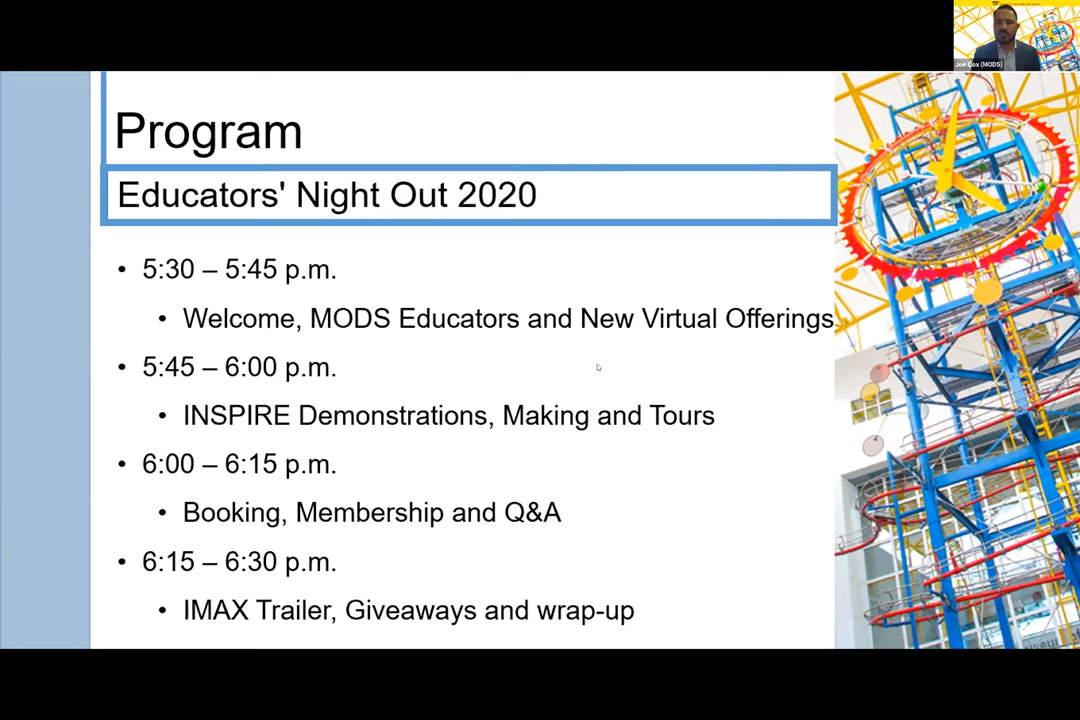 Joe Cox (MODS)
Program
Educators' Night Out 2020
• 5:30 – 5:45 p.m.
• Welcome, MODS Educators and New Virtual Offerings
• 5:45 – 6:00 p.m.
• INSPIRE Demonstrations, Making and Tours
• 6:00 – 6:15 p.m.
• Booking, Membership and Q&A
• 6:15 – 6:30 p.m.
• IMAX Trailer, Giveaways and wrap-up